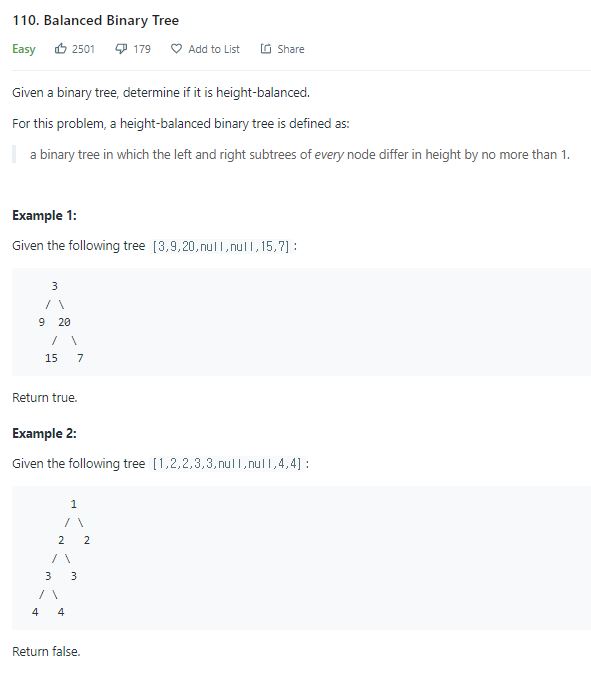 110. Balanced Binary Tree
Easy 2501 179 Add to List Share
Given a binary tree, determine if it is height-balanced.
For this problem, a height-balanced binary tree is defined as:
a binary tree in which the left and right subtrees of every node differ in height by no more than 1.
Example 1:
Given the following tree [3,9,20,null,null,15,7]:
3
/ \
9 20
/ \
15 7
Return true.
Example 2:
Given the following tree [1,2,2,3,3,null,null,4,4]:
1
/ \
2 2
/ \
3 3
/ \
4 4
Return false.